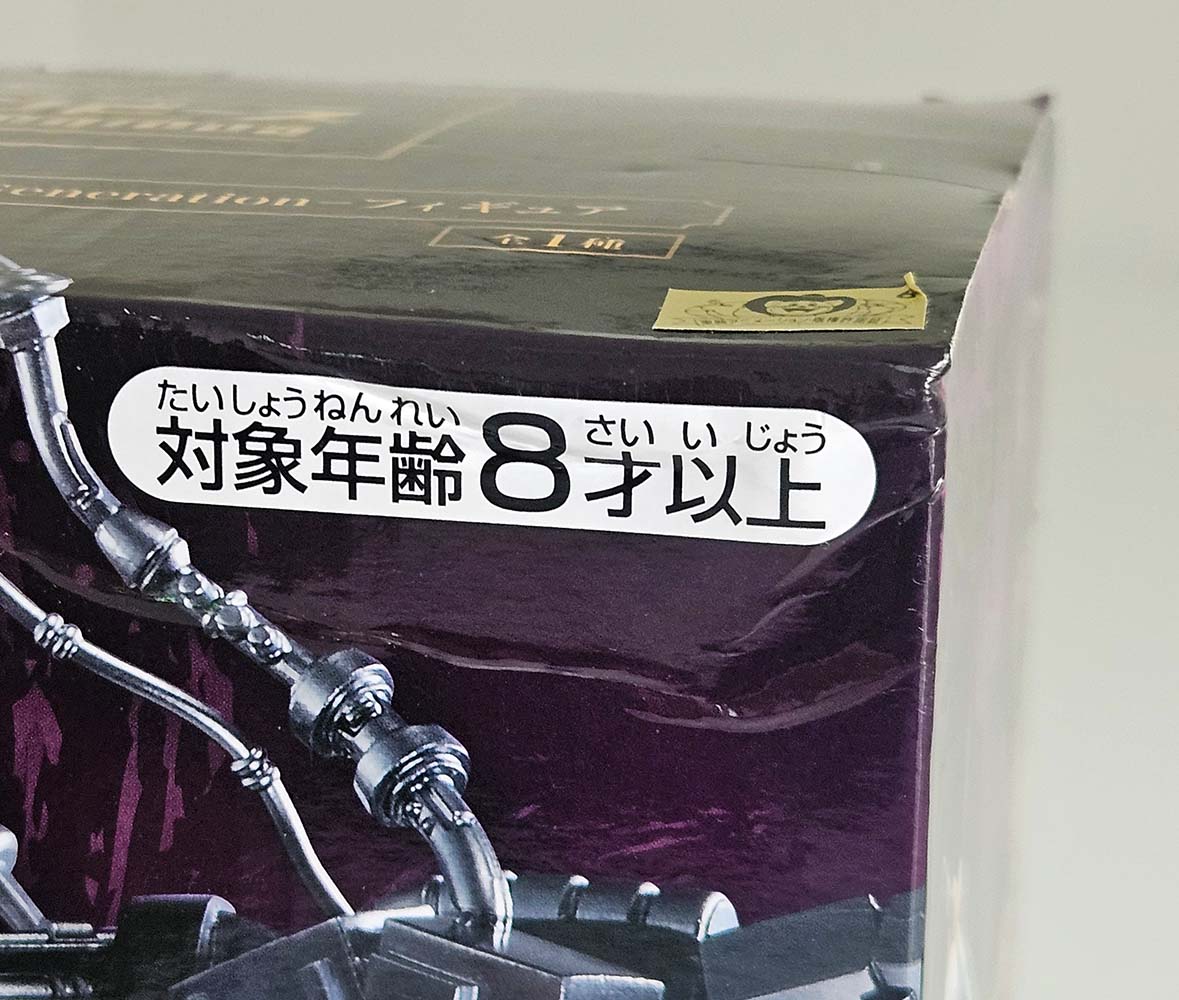 eneration-フィギュア
全1種
たいしょうねんれい さい い じょう
対象年齢8才以上